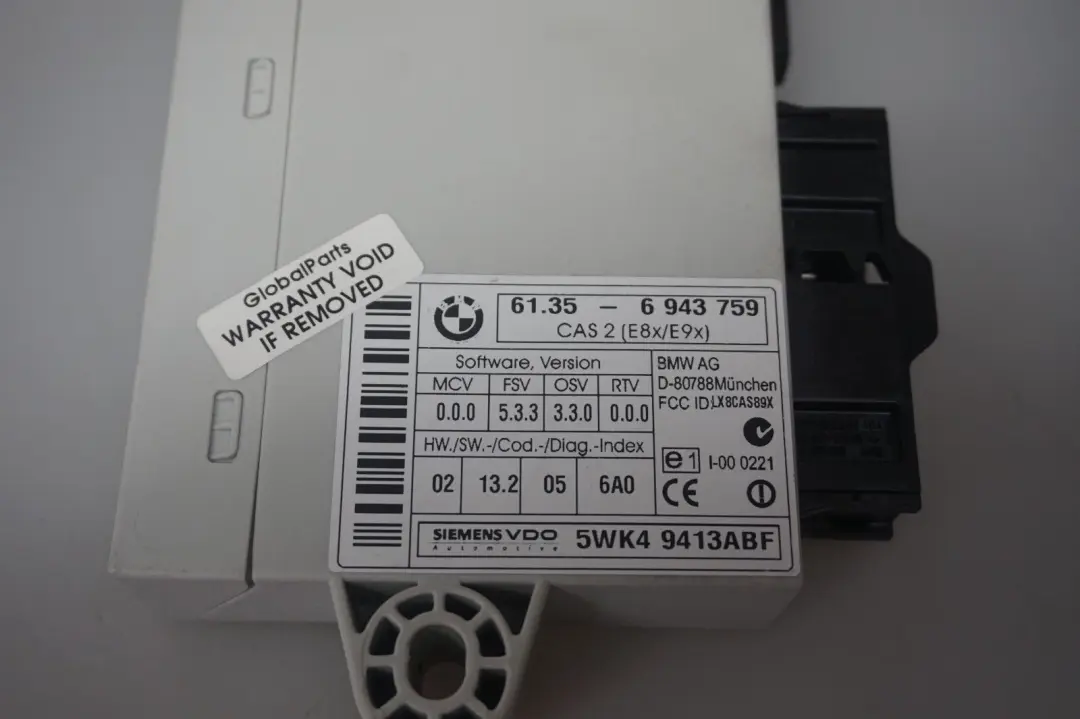 GlobalParts
WARRANTY VOID
IF REMOVED
BMW
61.35 – 6 943 759
CAS 2 (E8x/E9x)
Software, Version
MCV FSV OSV RTV
0.0.0 5.3.3 3.3.0 0.0.0
HW./SW.-/Cod.-/Diag.-Index
02 13.2 05 6A0
BMW AG
D-80788München
FCC ID:LX8CAS89X
e1 I-00 0221
CE
SIEMENS VDO 5WK4 9413ABF
Automotive